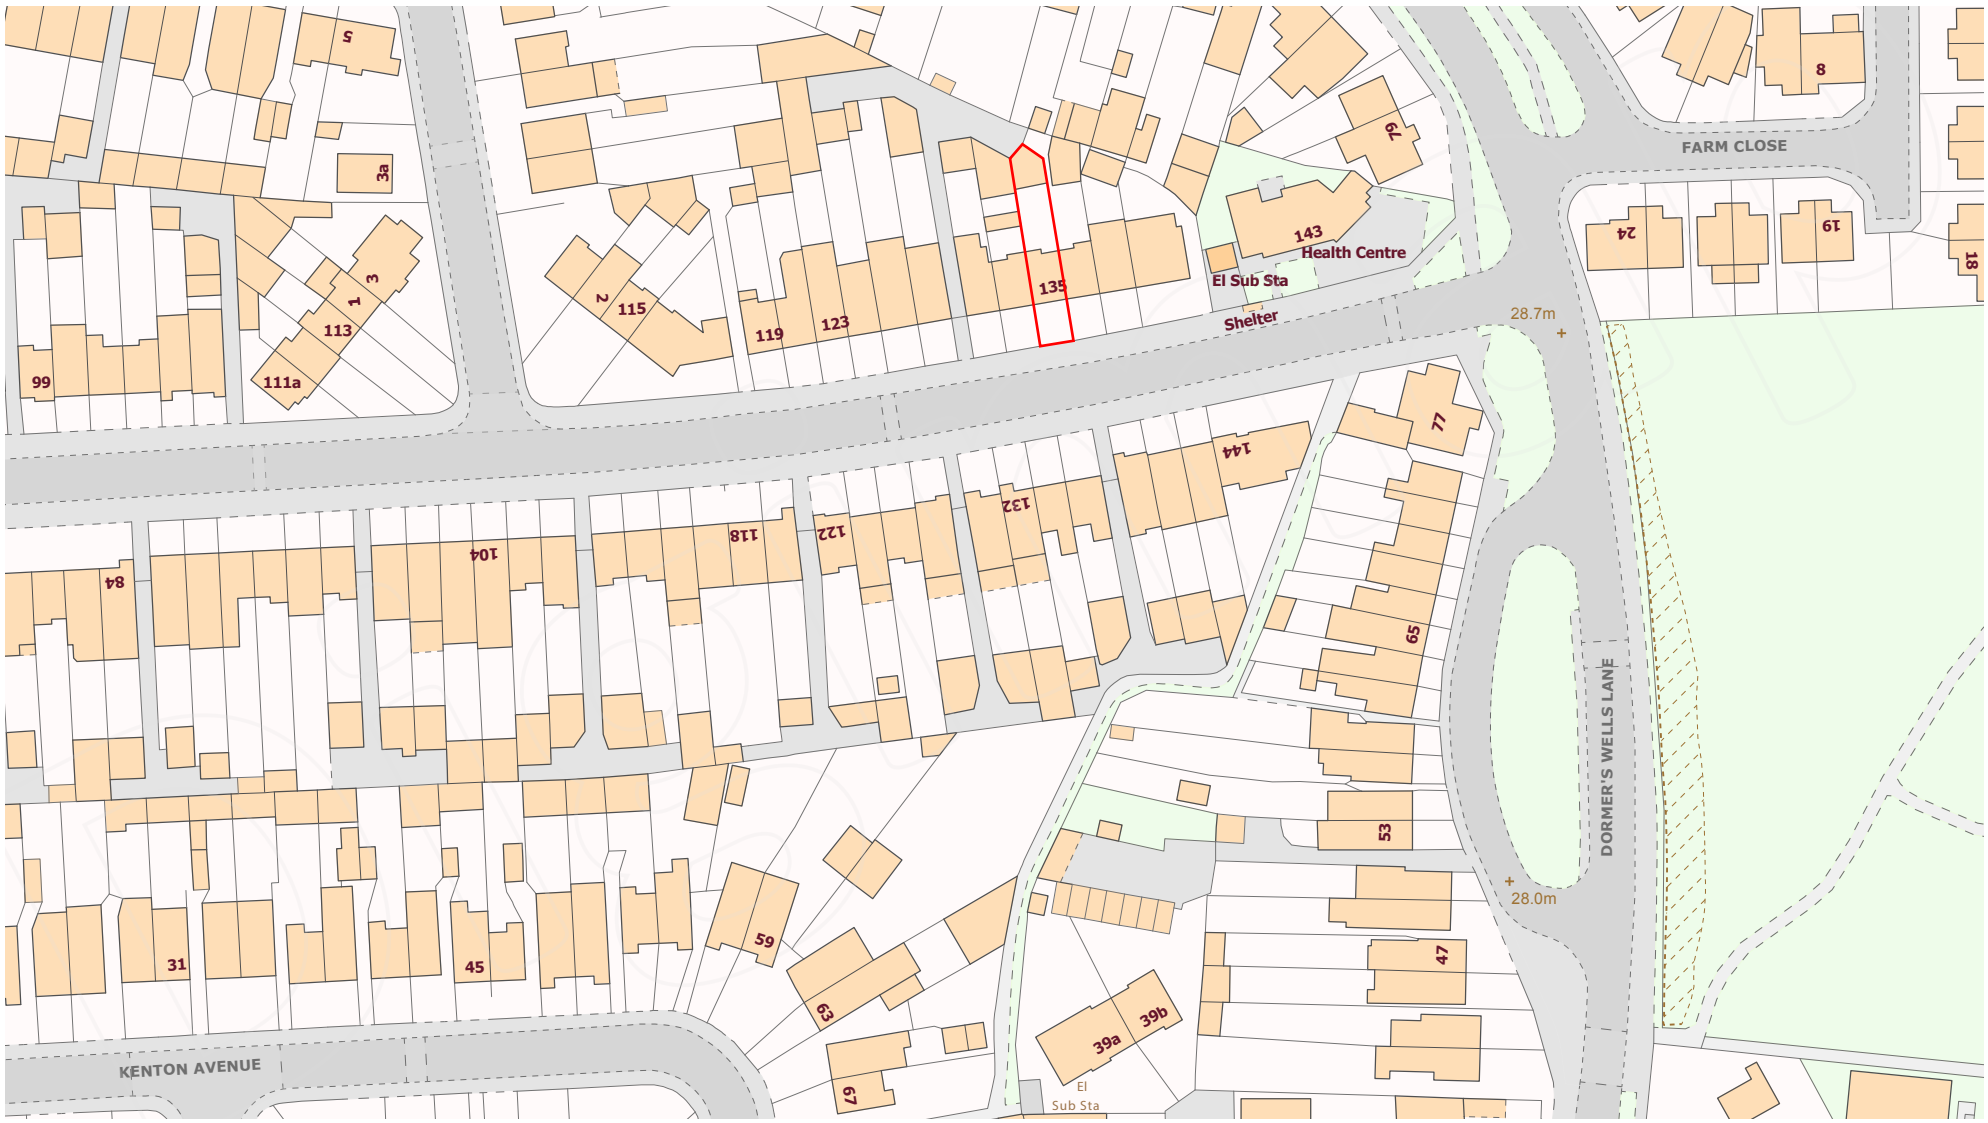 5
8
FARM CLOSE
79
3a
143
Health Centre
24
19
18
3
1
2
115
113
119
123
135
El Sub Sta
Shelter
28.7m
99
111a
77
144
132
122
118
104
84
65
DORMER'S WELLS LANE
53
28.0m
59
31
45
47
63
39b
39a
KENTON AVENUE
67
El
Sub Sta